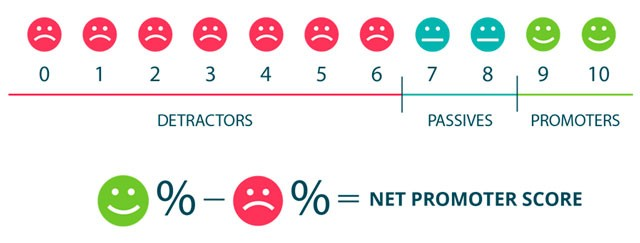 0 1 2 3 4 5 6 7 8 9 10
DETRACTORS PASSIVES PROMOTERS
% – % = NET PROMOTER SCORE